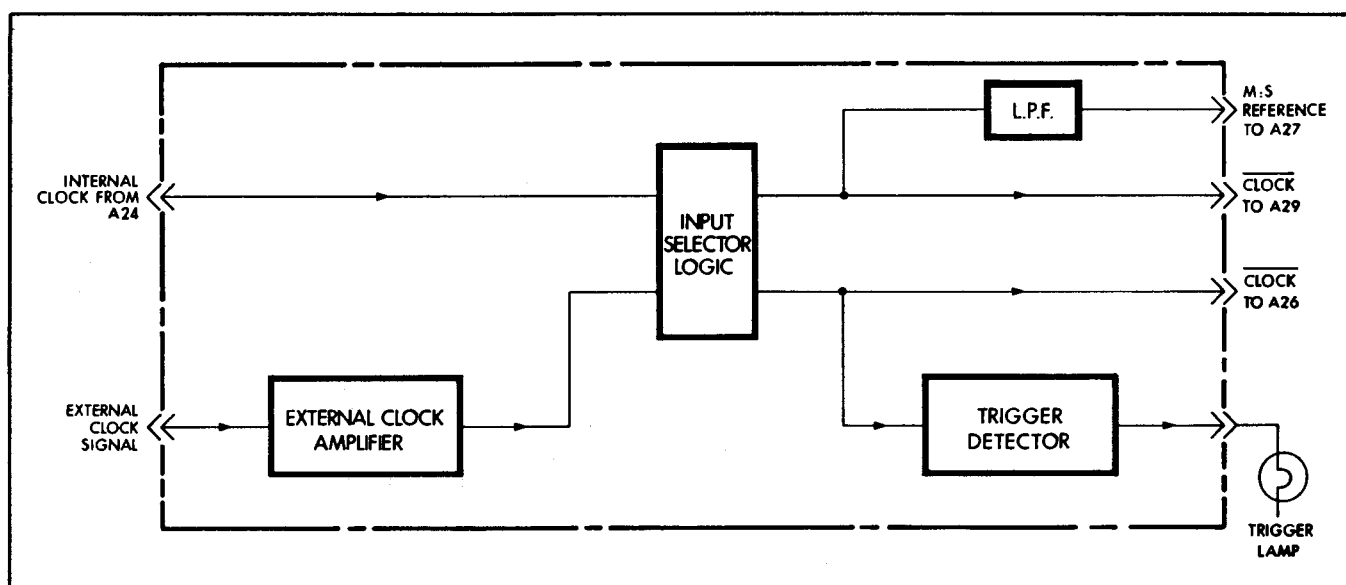 INTERNAL
CLOCK FROM
A24
EXTERNAL
CLOCK
SIGNAL
EXTERNAL CLOCK
AMPLIFIER
INPUT
SELECTOR
LOGIC
L.P.F.
TRIGGER
DETECTOR
M:S
REFERENCE
TO A27
CLOCK
TO A29
CLOCK
TO A26
TRIGGER
LAMP